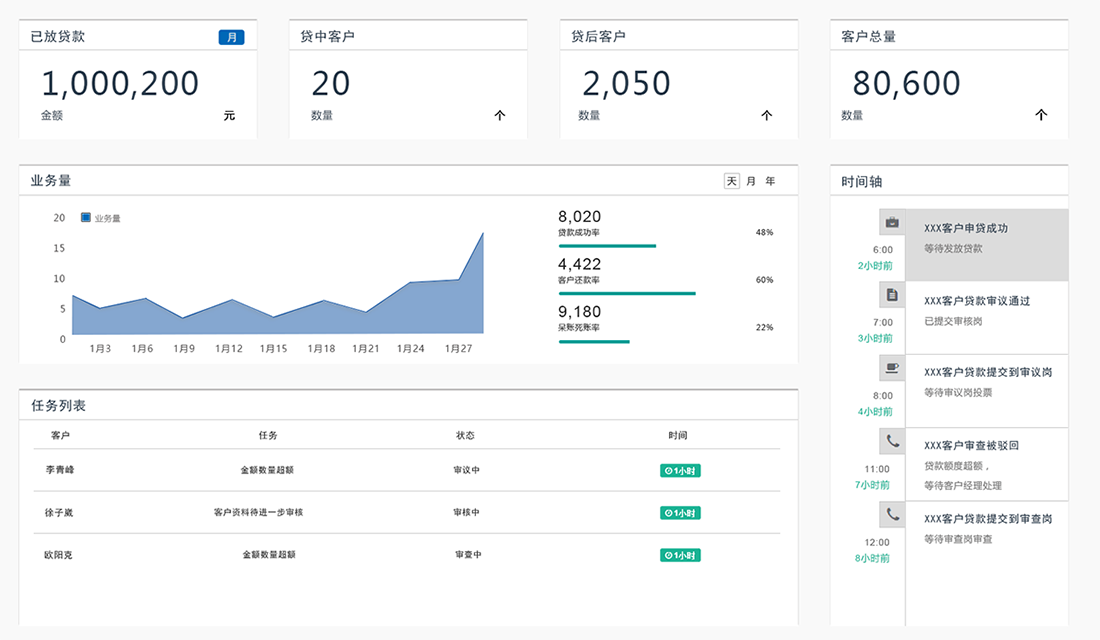 已放贷款 月
1,000,200
金额 元
贷中客户
20
数量 个
贷后客户
2,050
数量 个
客户总量
80,600
数量 个
业务量 天 月 年
业务量
20
15
10
5
0
1月3 1月6 1月9 1月12 1月15 1月18 1月21 1月24 1月27
8,020
贷款成功率 48%
4,422
客户还款率 60%
9,180
呆账死账率 22%
任务列表
客户 任务 状态 时间
李青峰 金额数量超额 审议中 1小时
徐子崴 客户资料待进一步审核 审核中 1小时
欧阳克 金额数量超额 审查中 1小时
时间轴
XXX客户申贷成功
等待发放贷款
6:00
2小时前
XXX客户贷款审议通过
已提交审核岗
7:00
3小时前
XXX客户贷款提交到审议岗
等待审议岗投票
8:00
4小时前
XXX客户审查被驳回
贷款额度超额，
等待客户经理处理
11:00
7小时前
XXX客户贷款提交到审查岗
等待审查岗审查
12:00
8小时前